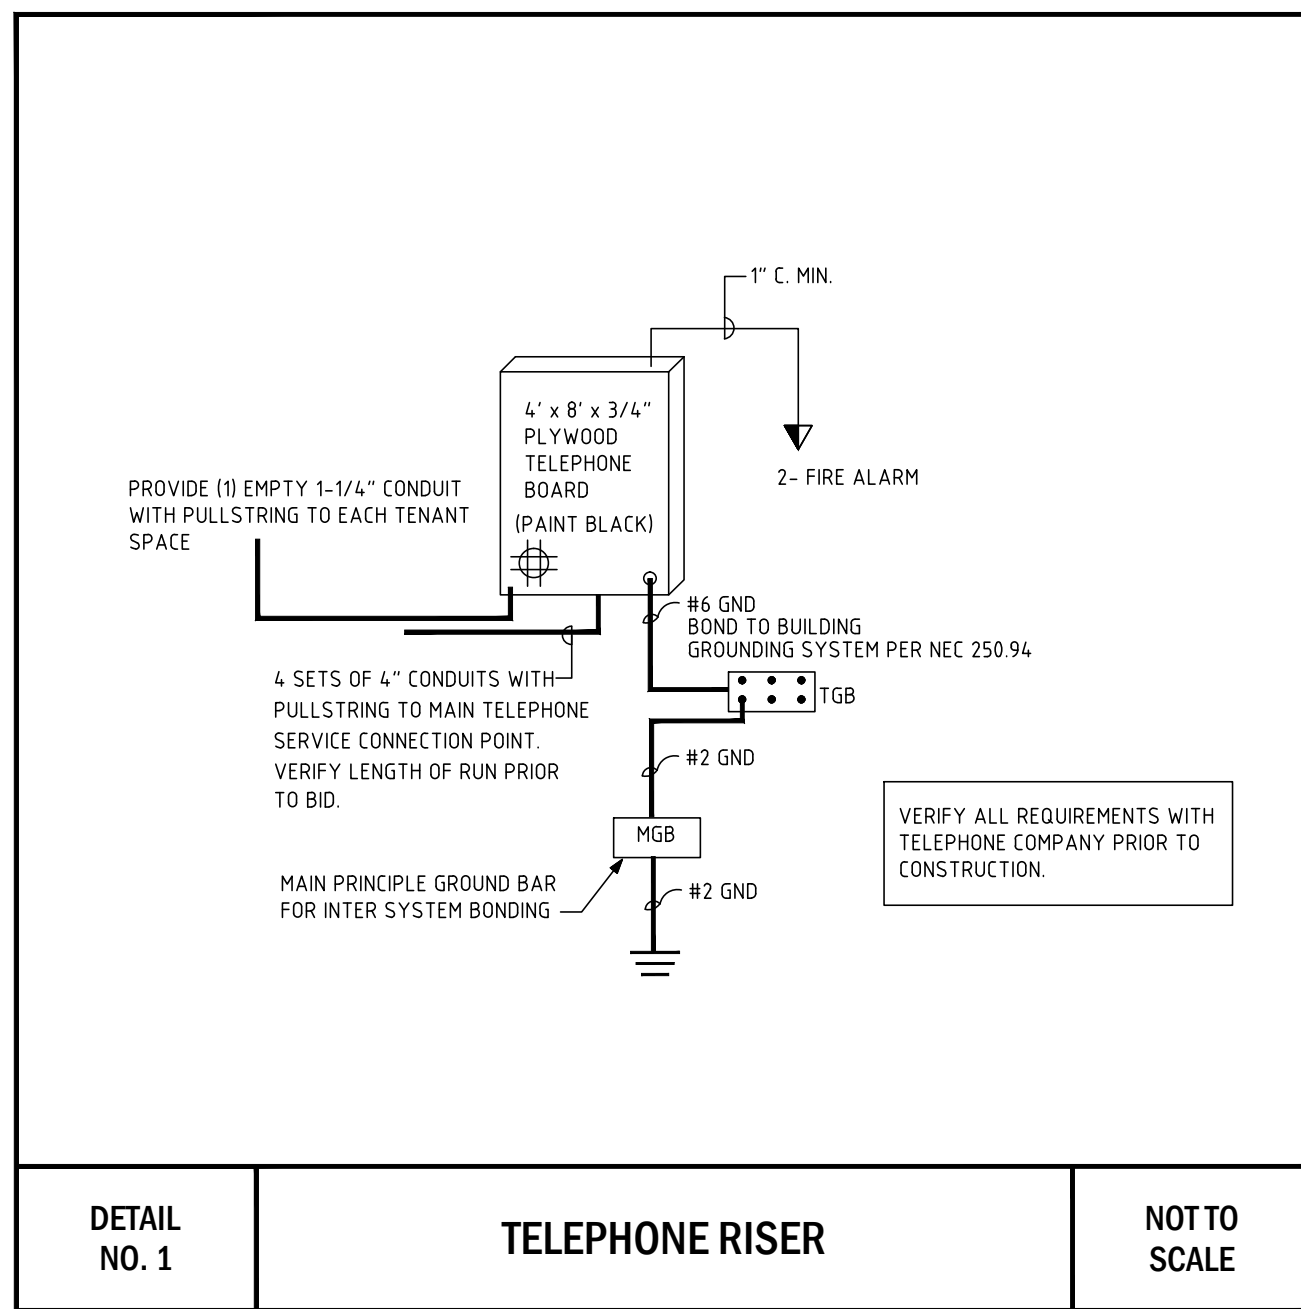 1" C. MIN.
4' x 8' x 3/4"
PLYWOOD
TELEPHONE
BOARD
(PAINT BLACK)
2- FIRE ALARM
PROVIDE (1) EMPTY 1-1/4" CONDUIT
WITH PULLSTRING TO EACH TENANT
SPACE
#6 GND
BOND TO BUILDING
GROUNDING SYSTEM PER NEC 250.94
4 SETS OF 4" CONDUITS WITH
PULLSTRING TO MAIN TELEPHONE
SERVICE CONNECTION POINT.
VERIFY LENGTH OF RUN PRIOR
TO BID.
TGB
#2 GND
MGB
MAIN PRINCIPLE GROUND BAR
FOR INTER SYSTEM BONDING
#2 GND
VERIFY ALL REQUIREMENTS WITH
TELEPHONE COMPANY PRIOR TO
CONSTRUCTION.
DETAIL
NO. 1
TELEPHONE RISER
NOT TO
SCALE